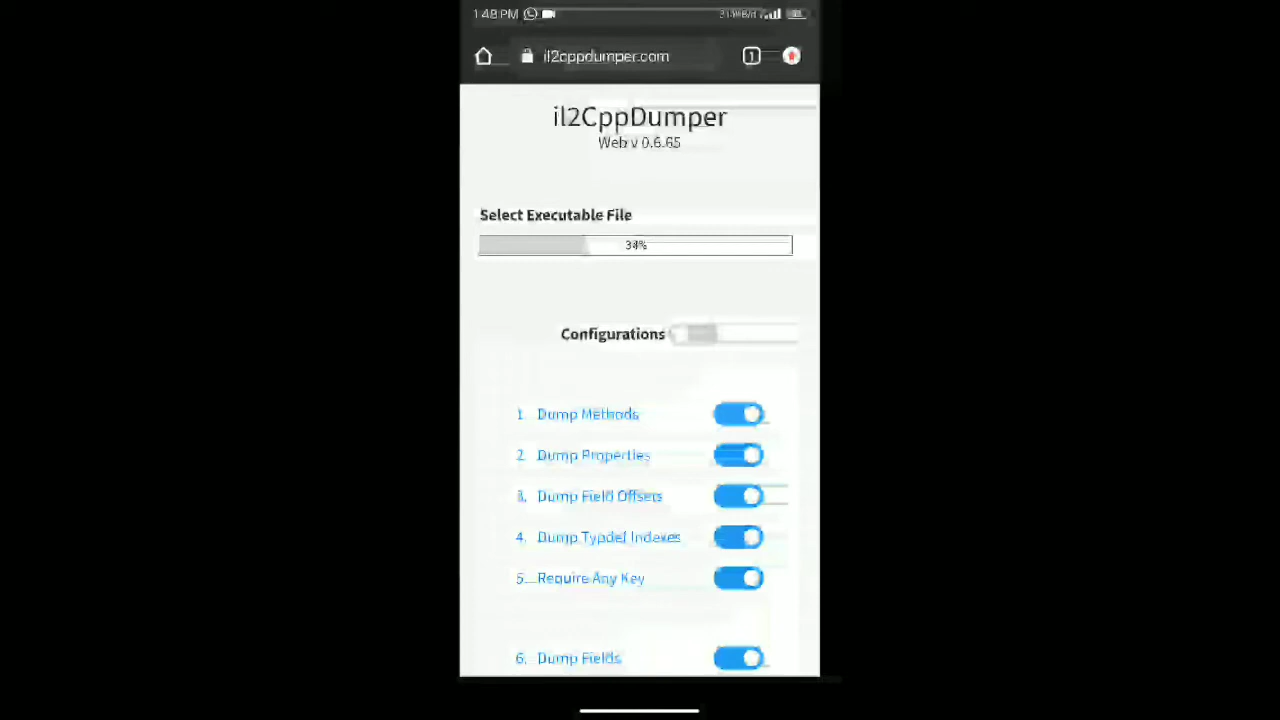 1:48 PM
il2cppdumper.com
1
il2CppDumper
Web v 0.6.65
Select Executable File
34%
Configurations
1. Dump Methods
2. Dump Properties
3. Dump Field Offsets
4. Dump Typdef Indexes
5. Require Any Key
6. Dump Fields